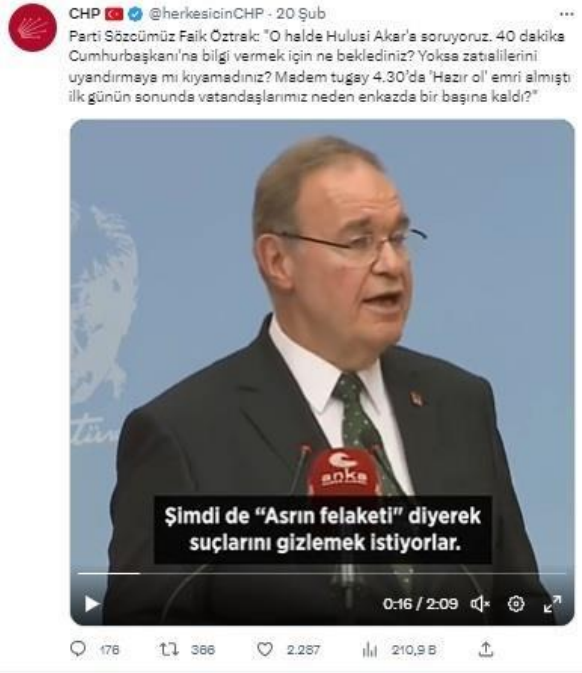 CHP @herkesicinCHP · 20 Şub
Parti Sözcümüz Faik Öztrak: "O halde Hulusi Akar'a soruyoruz. 40 dakika
Cumhurbaşkanı'na bilgi vermek için ne beklediniz? Yoksa zatıalilerini
uyandırmaya mı kıyamadınız? Madem tugay 4.30'da 'Hazır ol' emri almıştı
ilk günün sonunda vatandaşlarımız neden enkazda bir başına kaldı?"
anka
Şimdi de "Asrın felaketi" diyerek
suçlarını gizlemek istiyorlar.
0:16 / 2:09
176 366 2.287 210,9 B